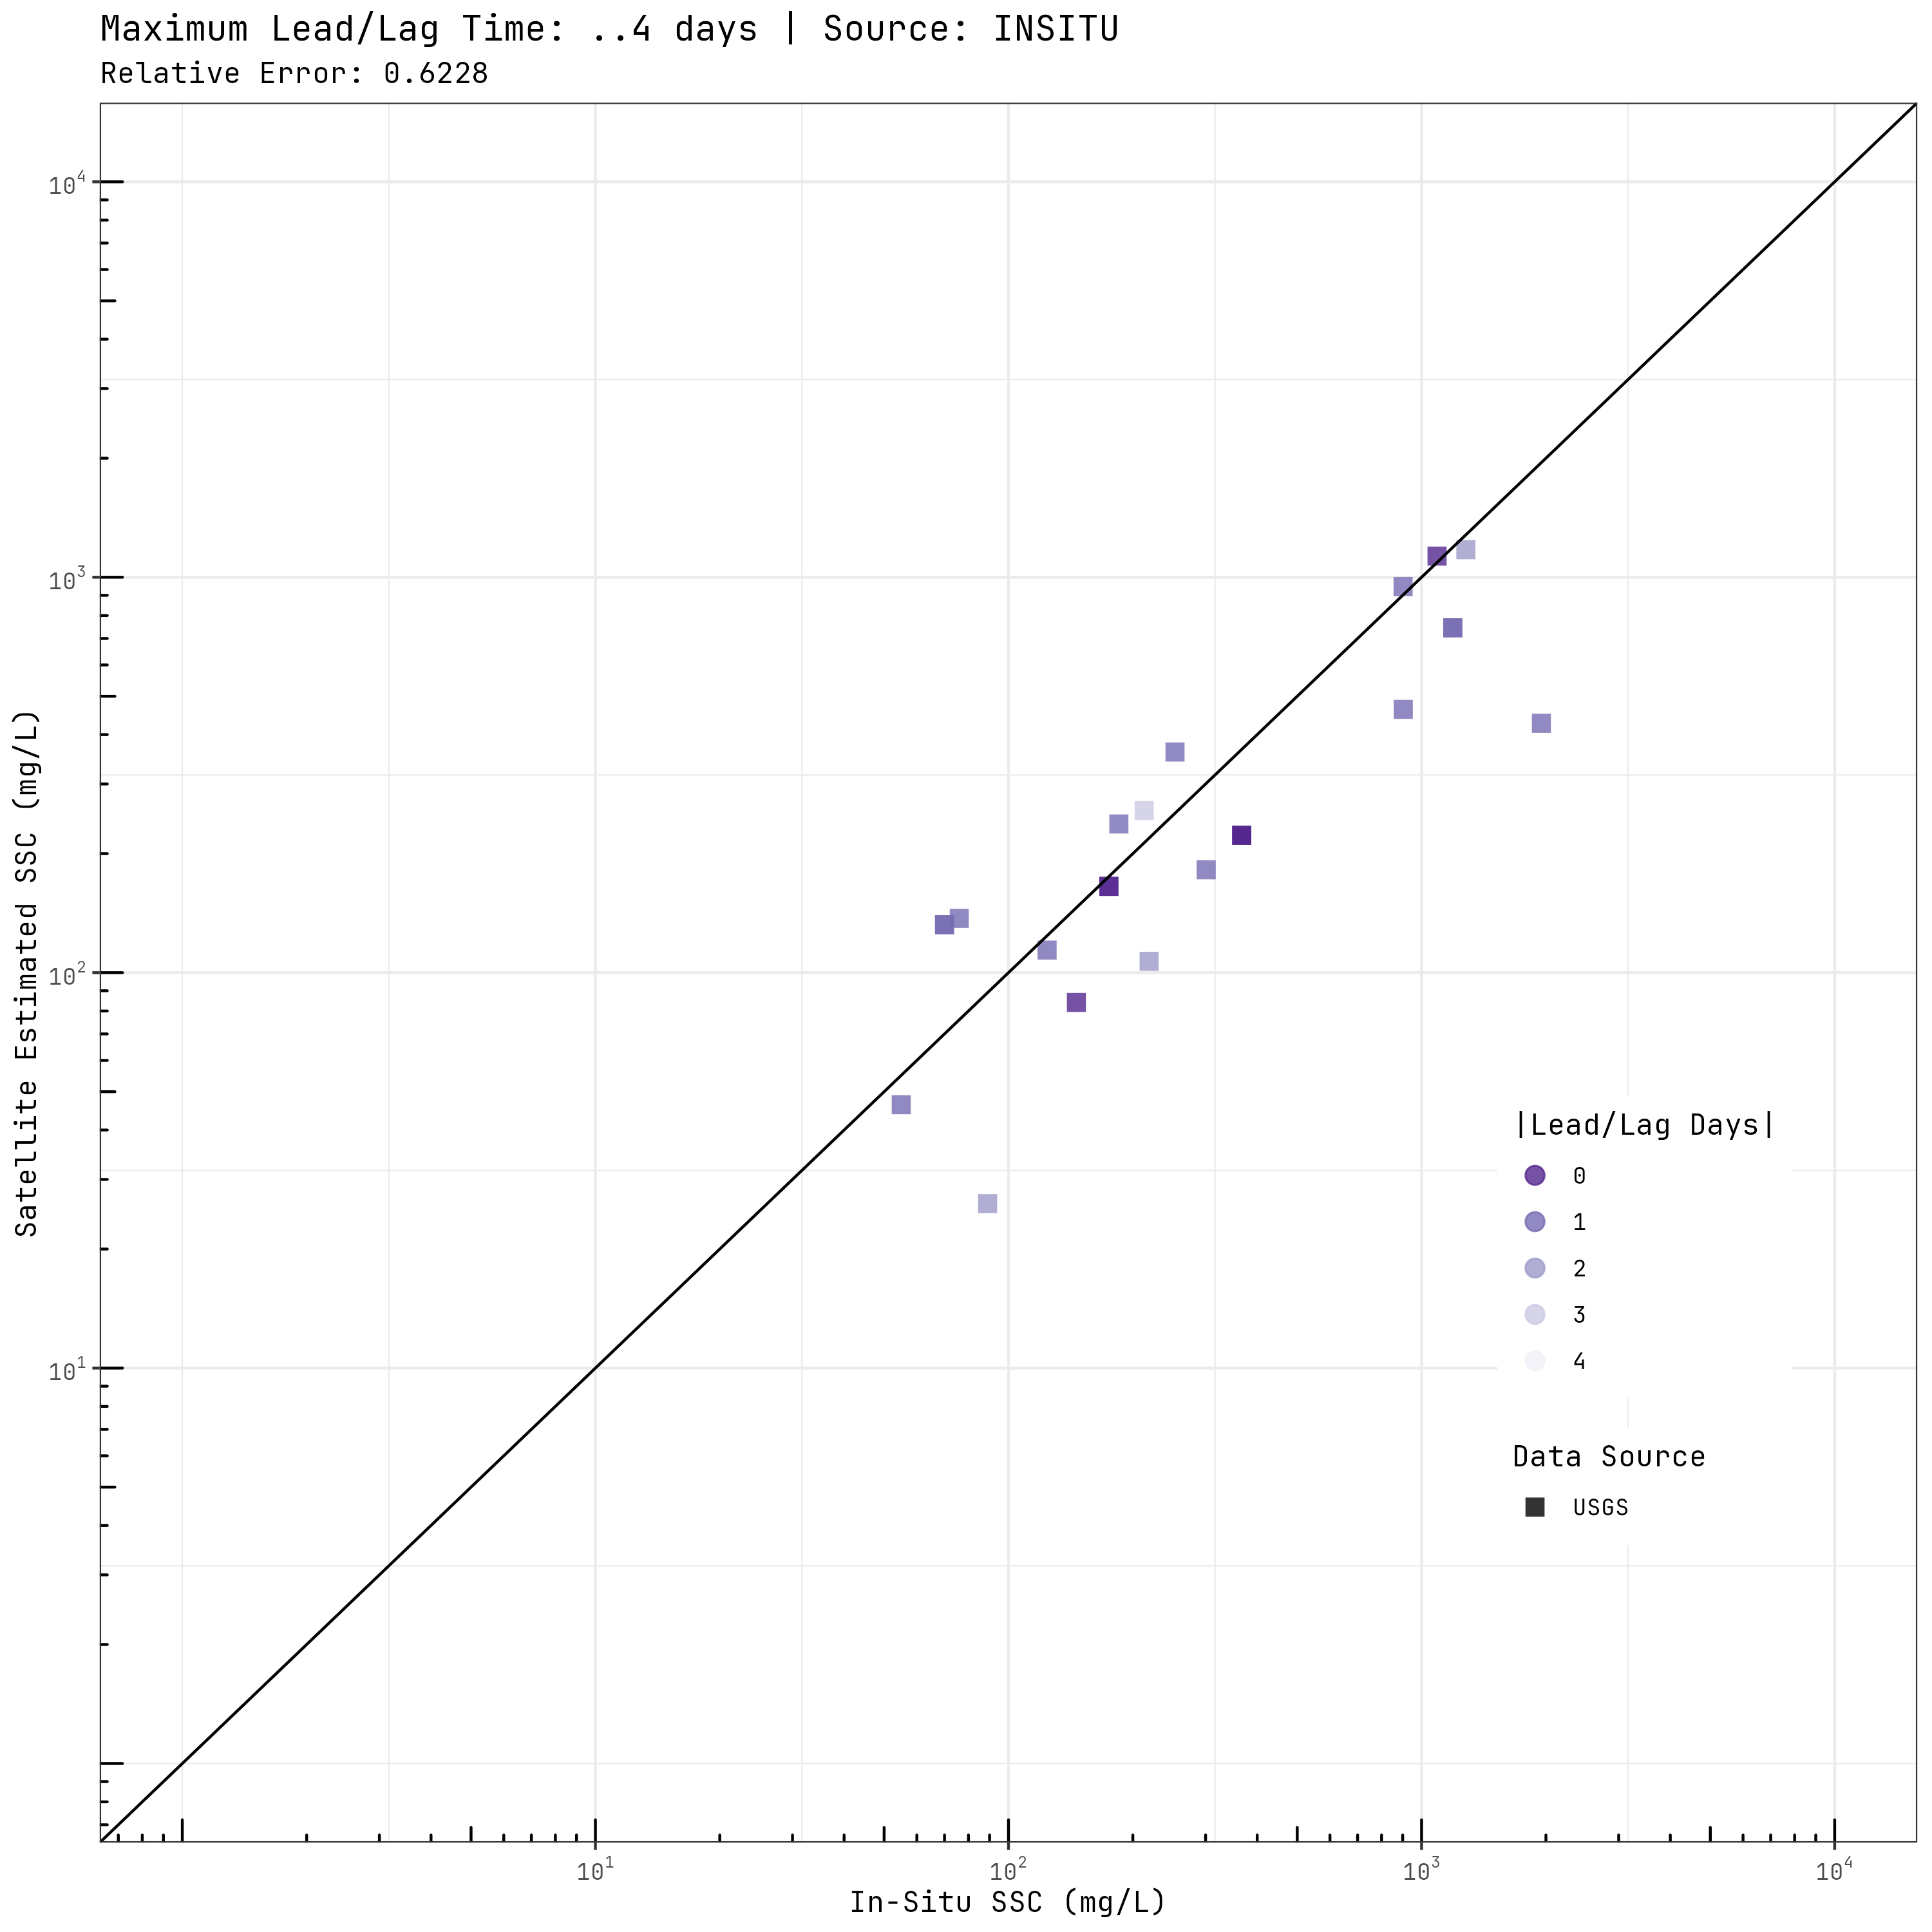 Maximum Lead/Lag Time: ..4 days | Source: INSITU
Relative Error: 0.6228
10⁴
10³
10²
10¹
Satellite Estimated SSC (mg/L)
|Lead/Lag Days|
0
1
2
3
4
Data Source
USGS
10¹ 10² 10³ 10⁴
In-Situ SSC (mg/L)